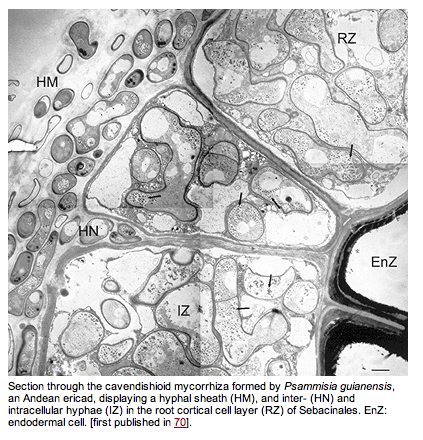 HM
RZ
HN
EnZ
IZ
Section through the cavendishioid mycorrhiza formed by Psammisia guianensis,
an Andean ericad, displaying a hyphal sheath (HM), and inter- (HN) and
intracellular hyphae (IZ) in the root cortical cell layer (RZ) of Sebacinales. EnZ:
endodermal cell. [first published in 70].